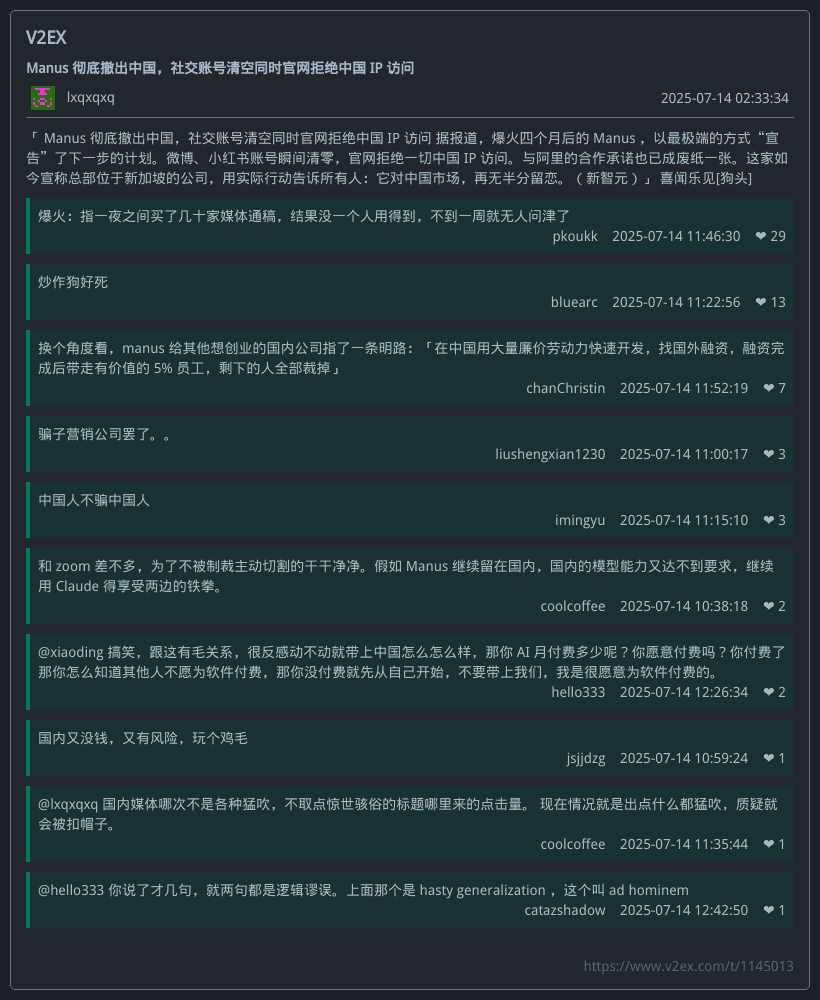 V2EX
Manus 彻底撤出中国，社交账号清空同时官网拒绝中国 IP 访问
lxqxqxq 2025-07-14 02:33:34
「 Manus 彻底撤出中国，社交账号清空同时官网拒绝中国 IP 访问 据报道，爆火四个月后的 Manus ，以最极端的方式“宣
告”了下一步的计划。微博、小红书账号瞬间清零，官网拒绝一切中国 IP 访问。与阿里的合作承诺也已成废纸一张。这家如
今宣称总部位于新加坡的公司，用实际行动告诉所有人：它对中国市场，再无半分留恋。（ 新智元 ）」 喜闻乐见[狗头]
爆火：指一夜之间买了几十家媒体通稿，结果没一个人用得到，不到一周就无人问津了
pkoukk 2025-07-14 11:46:30 ❤ 29
炒作狗好死
bluearc 2025-07-14 11:22:56 ❤ 13
换个角度看，manus 给其他想创业的国内公司指了一条明路：「在中国用大量廉价劳动力快速开发，找国外融资，融资完
成后带走有价值的 5% 员工，剩下的人全部裁掉」
chanChristin 2025-07-14 11:52:19 ❤ 7
骗子营销公司罢了。。
liushengxian1230 2025-07-14 11:00:17 ❤ 3
中国人不骗中国人
imingyu 2025-07-14 11:15:10 ❤ 3
和 zoom 差不多，为了不被制裁主动切割的干干净净。假如 Manus 继续留在国内，国内的模型能力又达不到要求，继续
用 Claude 得享受两边的铁拳。
coolcoffee 2025-07-14 10:38:18 ❤ 2
@xiaoding 搞笑，跟这有毛关系，很反感动不动就带上中国怎么怎么样，那你 AI 月付费多少呢？你愿意付费吗？你付费了
那你怎么知道其他人不愿为软件付费，那你没付费就先从自己开始，不要带上我们，我是很愿意为软件付费的。
hello333 2025-07-14 12:26:34 ❤ 2
国内又没钱，又有风险，玩个鸡毛
jsjjdzg 2025-07-14 10:59:24 ❤ 1
@lxqxqxq 国内媒体哪次不是各种猛吹，不取点惊世骇俗的标题哪里来的点击量。 现在情况就是出点什么都猛吹，质疑就
会被扣帽子。
coolcoffee 2025-07-14 11:35:44 ❤ 1
@hello333 你说了才几句，就两句都是逻辑谬误。上面那个是 hasty generalization ，这个叫 ad hominem
catazshadow 2025-07-14 12:42:50 ❤ 1
https://www.v2ex.com/t/1145013